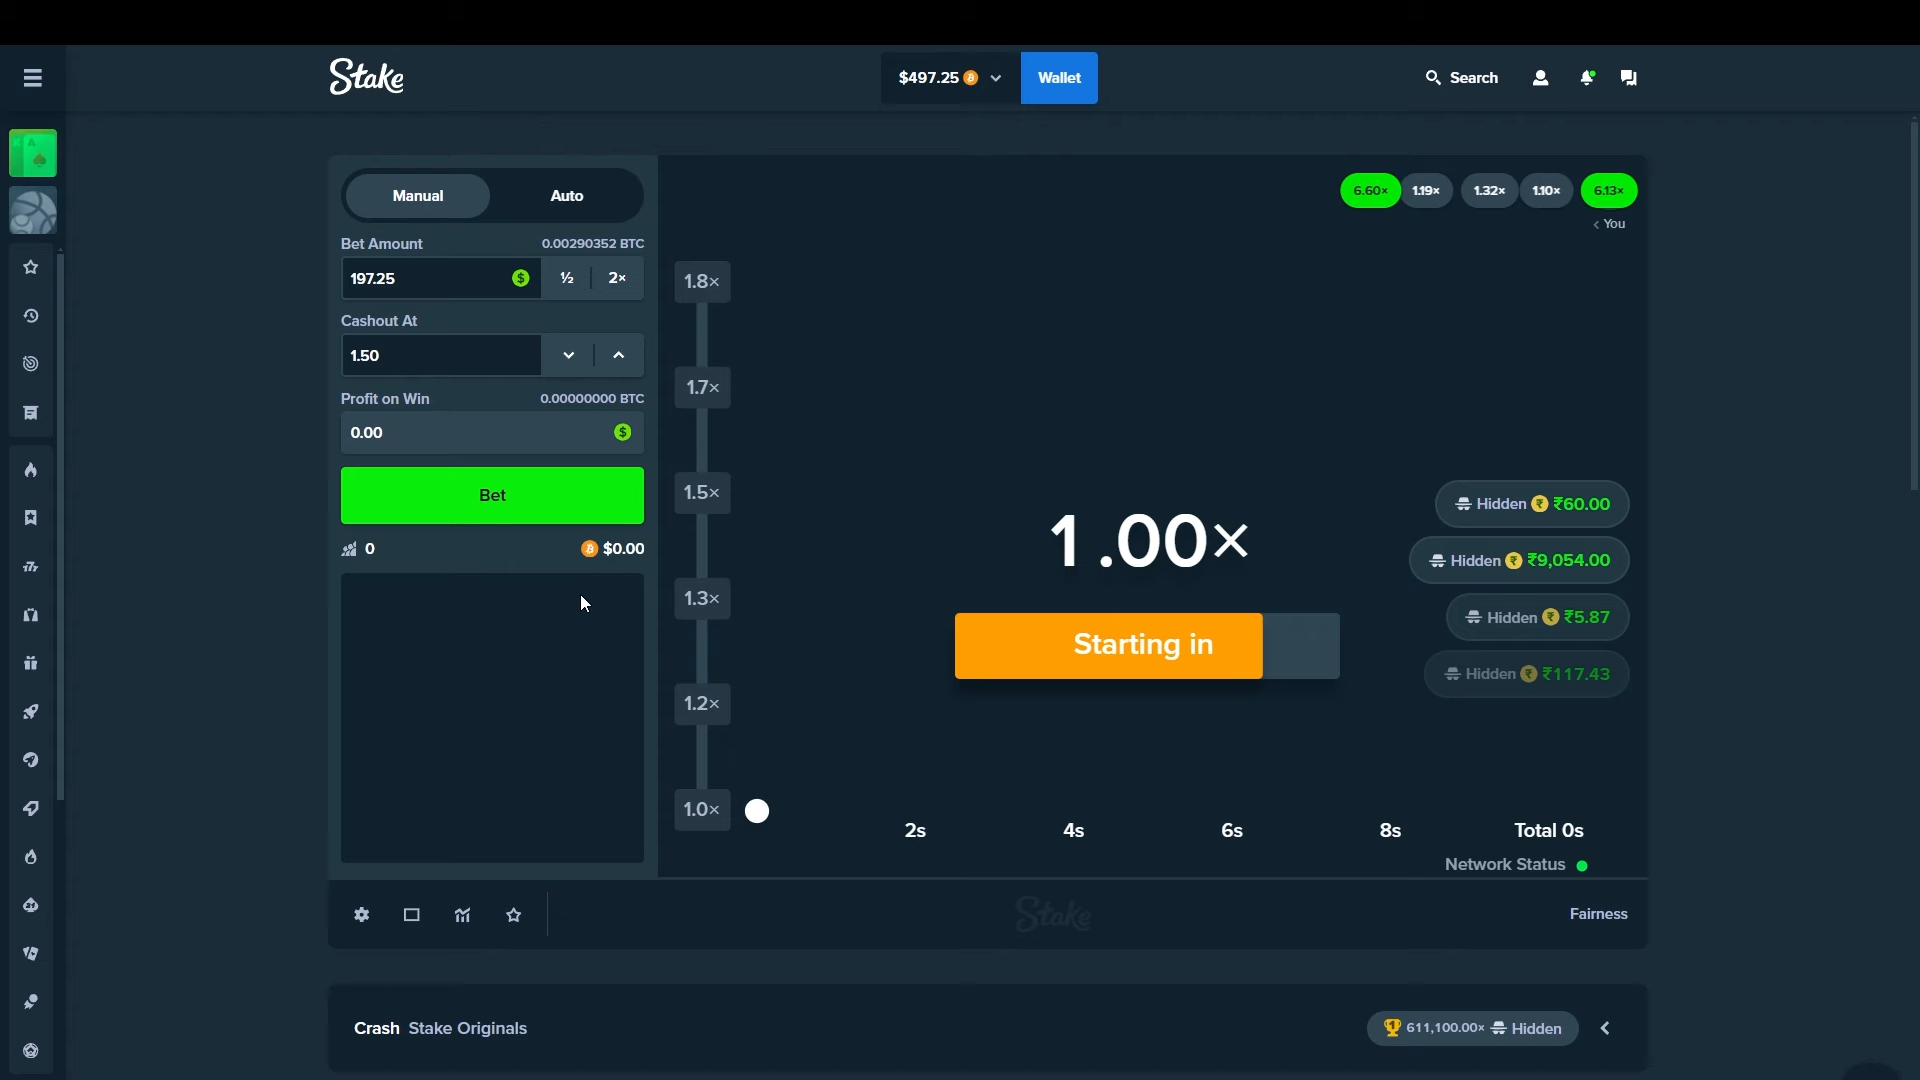 Stake
$497.25
Wallet
Search
Manual
Auto
6.60×
1.19×
1.32×
1.10×
6.13×
You
Bet Amount
0.00290352 BTC
197.25
½
2×
Cashout At
1.50
Profit on Win
0.00000000 BTC
0.00
Bet
0
$0.00
1.8×
1.7×
1.5×
1.3×
1.2×
1.0×
1.00×
Starting in
Hidden ₹60.00
Hidden ₹9,054.00
Hidden ₹5.87
Hidden ₹117.43
2s
4s
6s
8s
Total 0s
Network Status
Stake
Fairness
Crash Stake Originals
611,100.00× Hidden